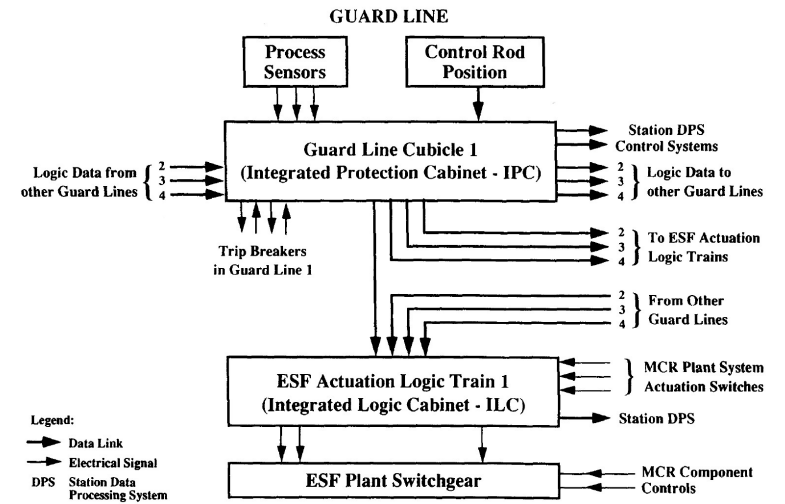 GUARD LINE
Process
Sensors
Control Rod
Position
Guard Line Cubicle 1
(Integrated Protection Cabinet - IPC)
Station DPS
Control Systems
Logic Data from
other Guard Lines
2
3
4
2
3
4
Logic Data to
other Guard Lines
Trip Breakers
in Guard Line 1
2
3
4
To ESF Actuation
Logic Trains
2
3
4
From Other
Guard Lines
ESF Actuation Logic Train 1
(Integrated Logic Cabinet - ILC)
MCR Plant System
Actuation Switches
Station DPS
Legend:
Data Link
Electrical Signal
DPS Station Data
Processing System
ESF Plant Switchgear
MCR Component
Controls